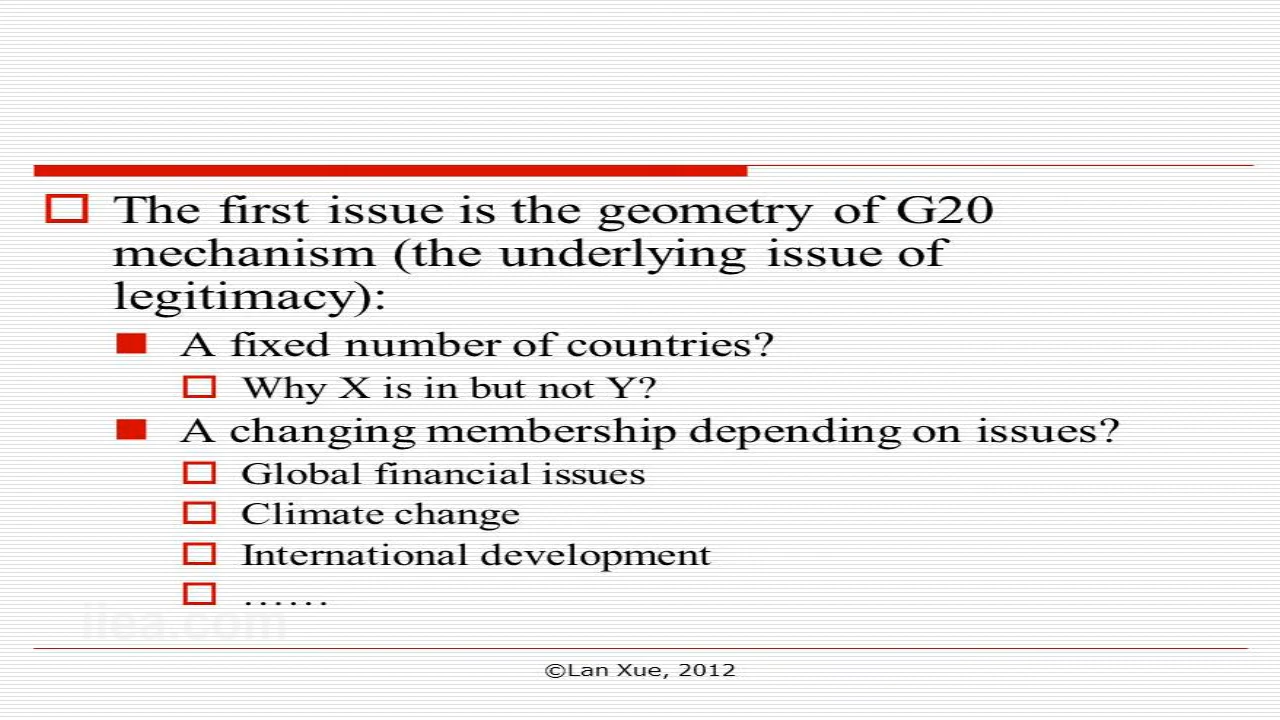 The first issue is the geometry of G20
mechanism (the underlying issue of
legitimacy):
A fixed number of countries?
Why X is in but not Y?
A changing membership depending on issues?
Global financial issues
Climate change
International development
……
iiea.com
©Lan Xue, 2012